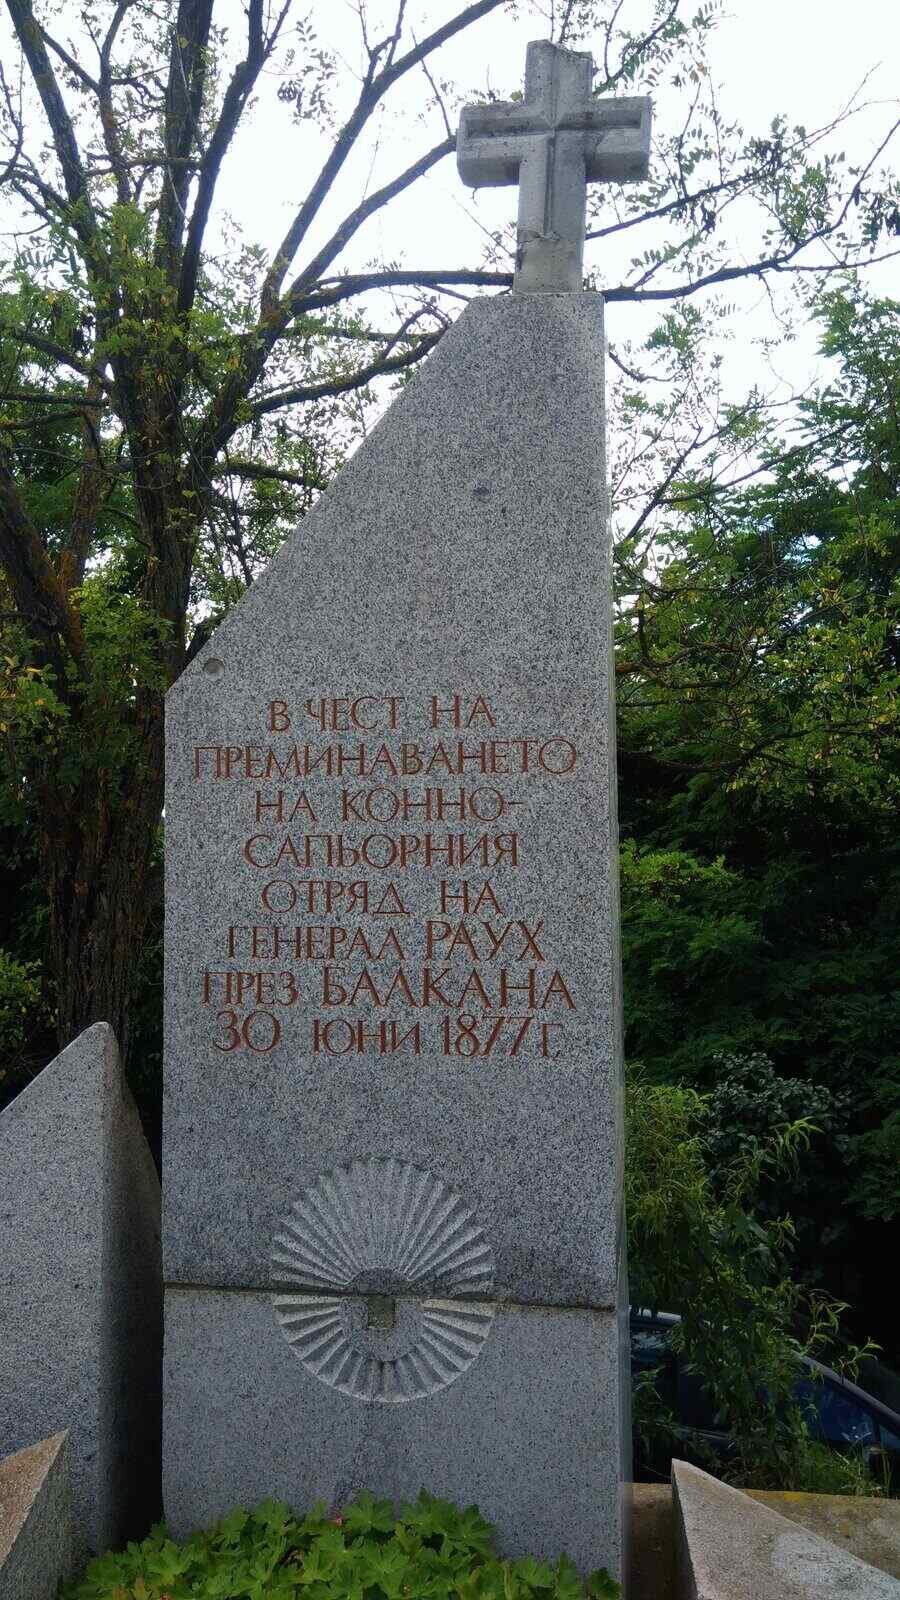 В ЧЕСТ НА
ПРЕМИНАВАНЕТО
НА КОННО-
САПЬОРНИЯ
ОТРЯД НА
ГЕНЕРАЛ РАУХ
ПРЕЗ БАЛКАНА
30 ЮНИ 1877 Г.